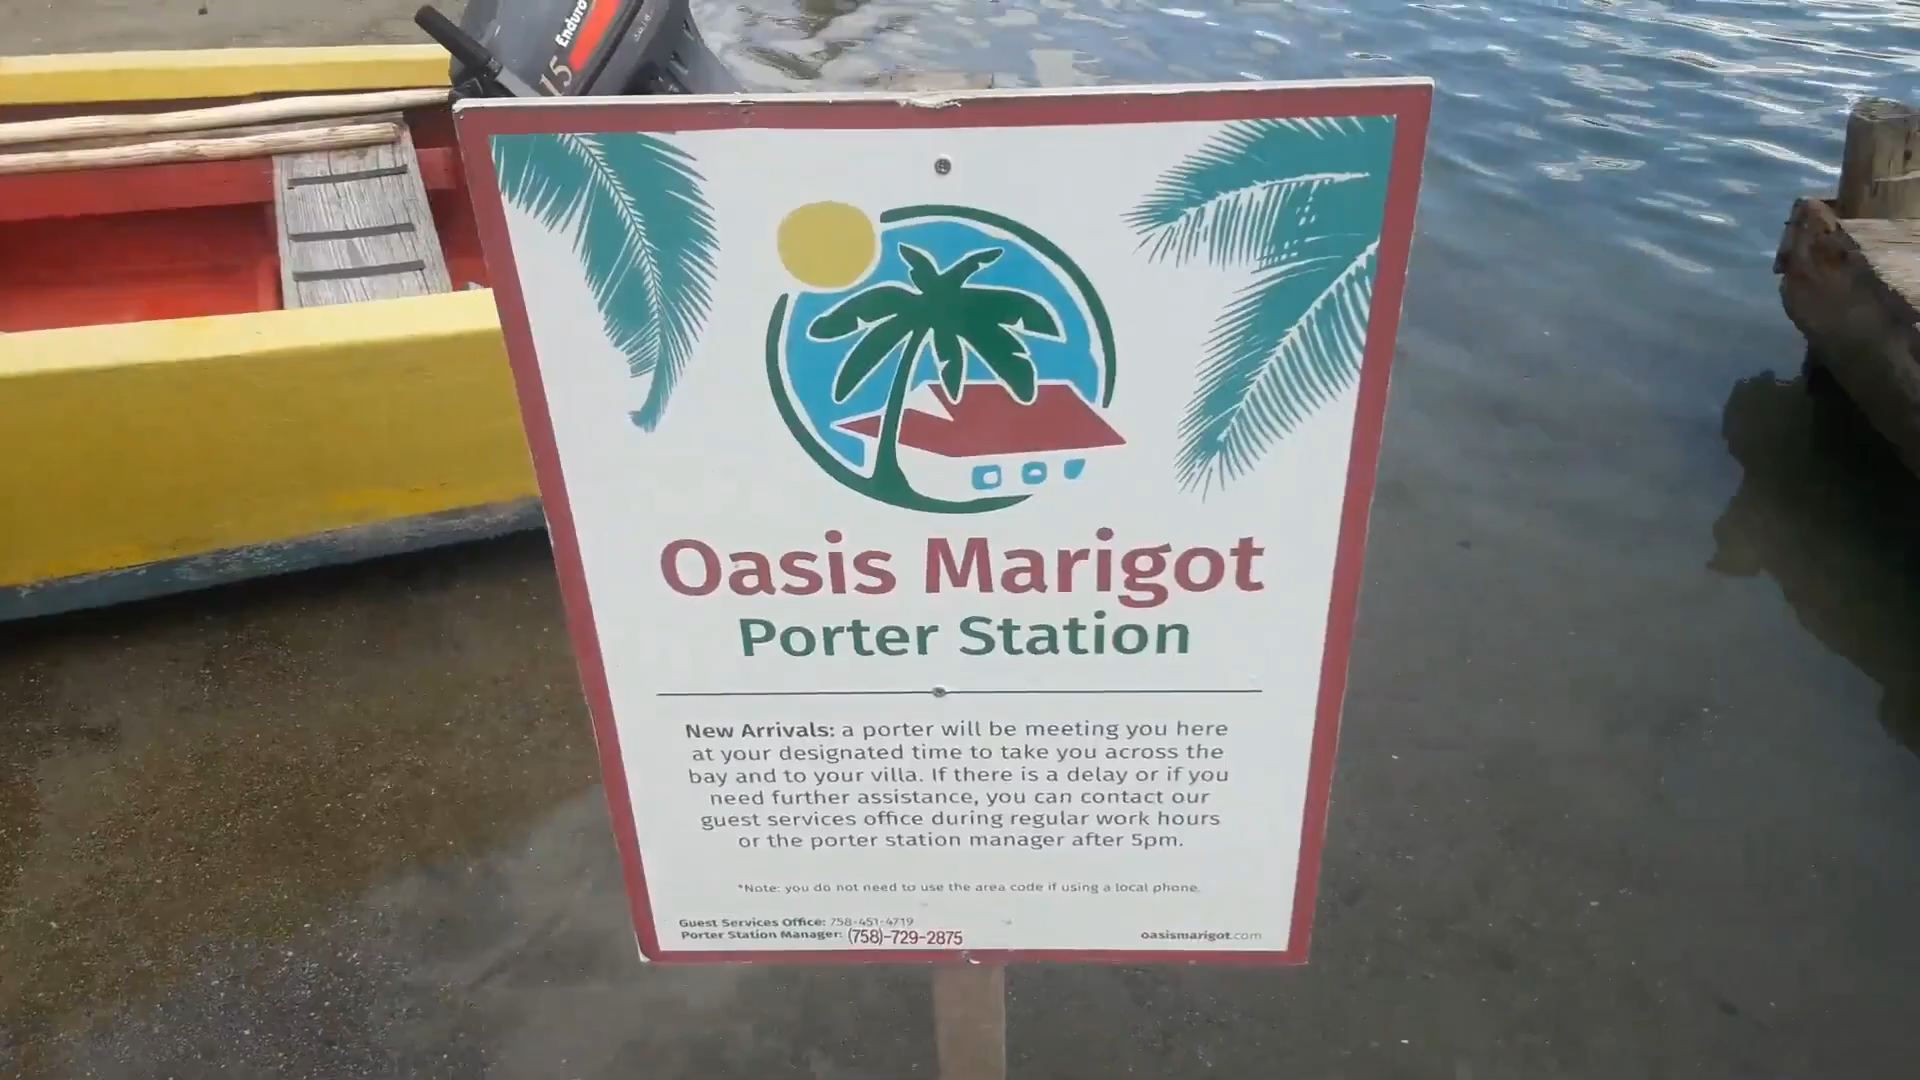 Enduro
15
Oasis Marigot
Porter Station
New Arrivals: a porter will be meeting you here
at your designated time to take you across the
bay and to your villa. If there is a delay or if you
need further assistance, you can contact our
guest services office during regular work hours
or the porter station manager after 5pm.
*Note: you do not need to use the area code if using a local phone.
Guest Services Office: 758-451-4719
Porter Station Manager: (758)-729-2875
oasismarigot.com